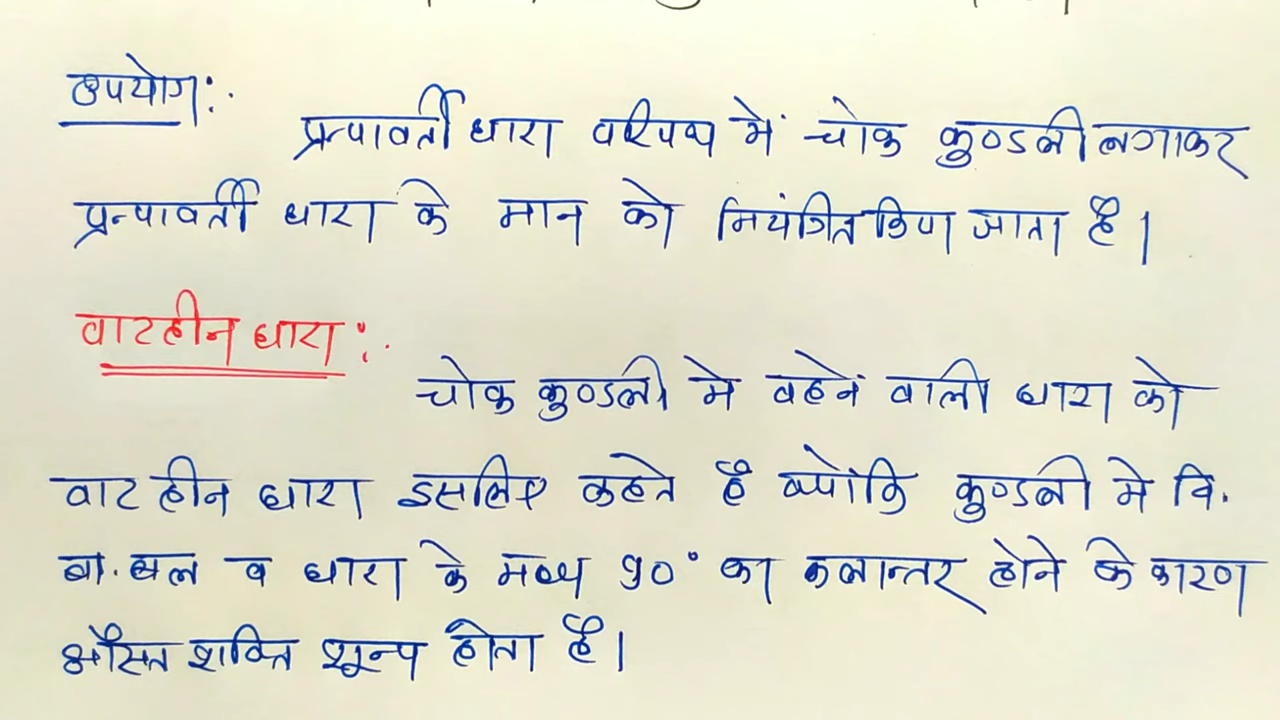 उपयोग:.
प्रत्यावर्ती धारा परिपथ में चोक कुण्डली लगाकर
प्रत्यावर्ती धारा के मान को नियंत्रित किया जाता है।
वाटहीन धारा:.
चोक कुण्डली मे बहने वाली धारा को
वाटहीन धारा इसलिए कहते है क्योंकि कुण्डली मे वि.
वा. बल व धारा के मध्य 90° का कलान्तर होने के कारण
औसत शक्ति शून्य होता है।